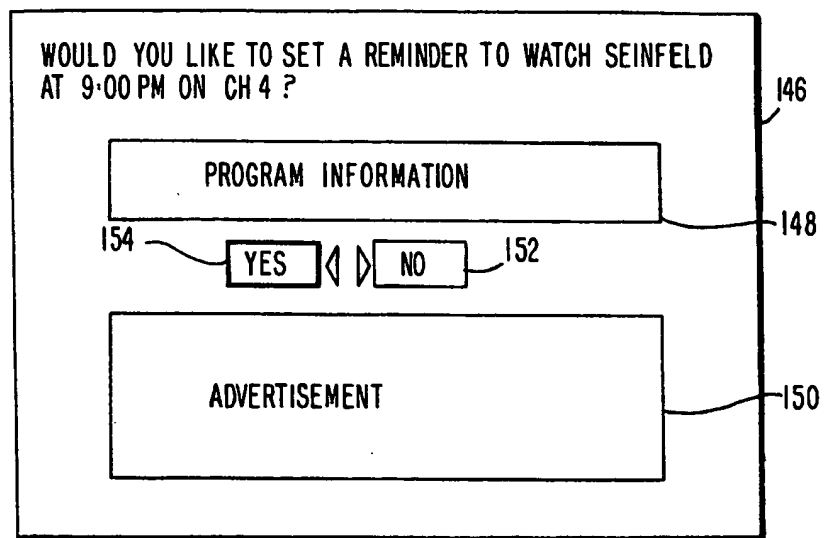 WOULD YOU LIKE TO SET A REMINDER TO WATCH SEINFELD
AT 9:00 PM ON CH 4 ?
146
PROGRAM INFORMATION
148
154
YES
NO
152
ADVERTISEMENT
150